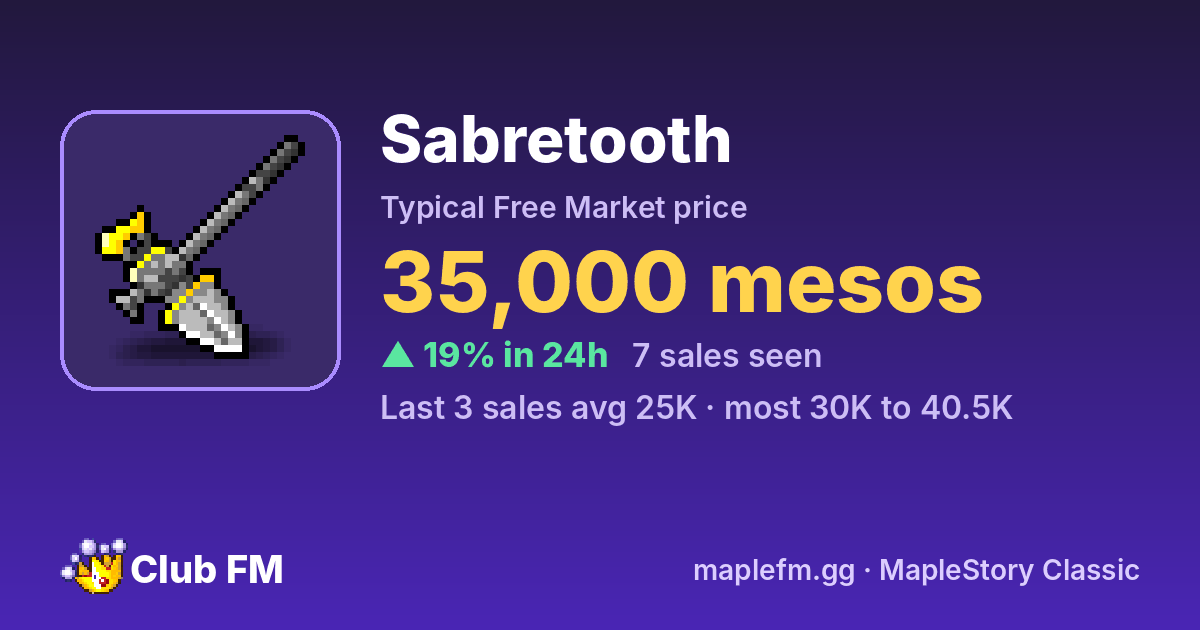 Sabretooth
Typical Free Market price
35,000 mesos
▲ 19% in 24h 7 sales seen
Last 3 sales avg 25K · most 30K to 40.5K
Club FM
maplefm.gg · MapleStory Classic